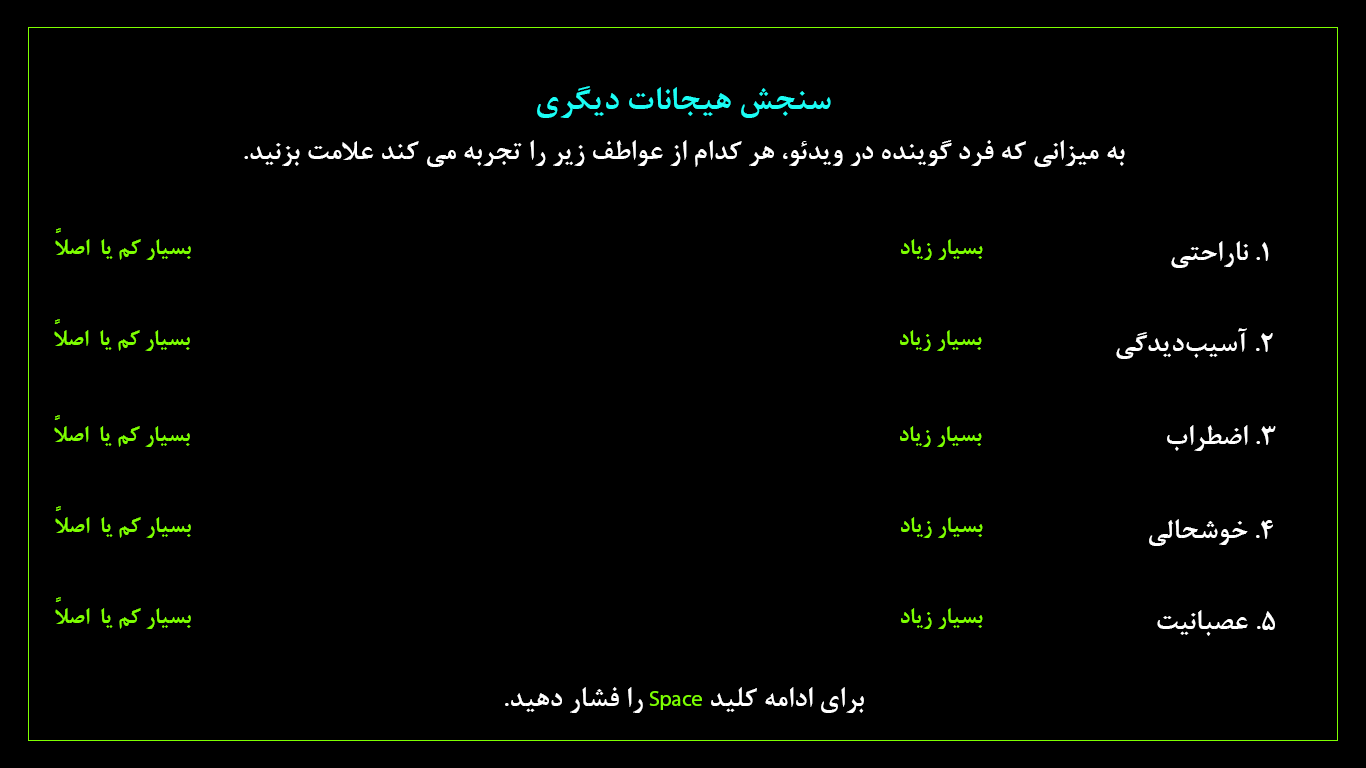 سنجش هیجانات دیگری
به میزانی که فرد گوینده در ویدئو، هر کدام از عواطف زیر را تجربه می کند علامت بزنید.
۱. ناراحتی بسیار زیاد بسیار کم یا اصلاً
۲. آسیب‌دیدگی بسیار زیاد بسیار کم یا اصلاً
۳. اضطراب بسیار زیاد بسیار کم یا اصلاً
۴. خوشحالی بسیار زیاد بسیار کم یا اصلاً
۵. عصبانیت بسیار زیاد بسیار کم یا اصلاً
برای ادامه کلید Space را فشار دهید.